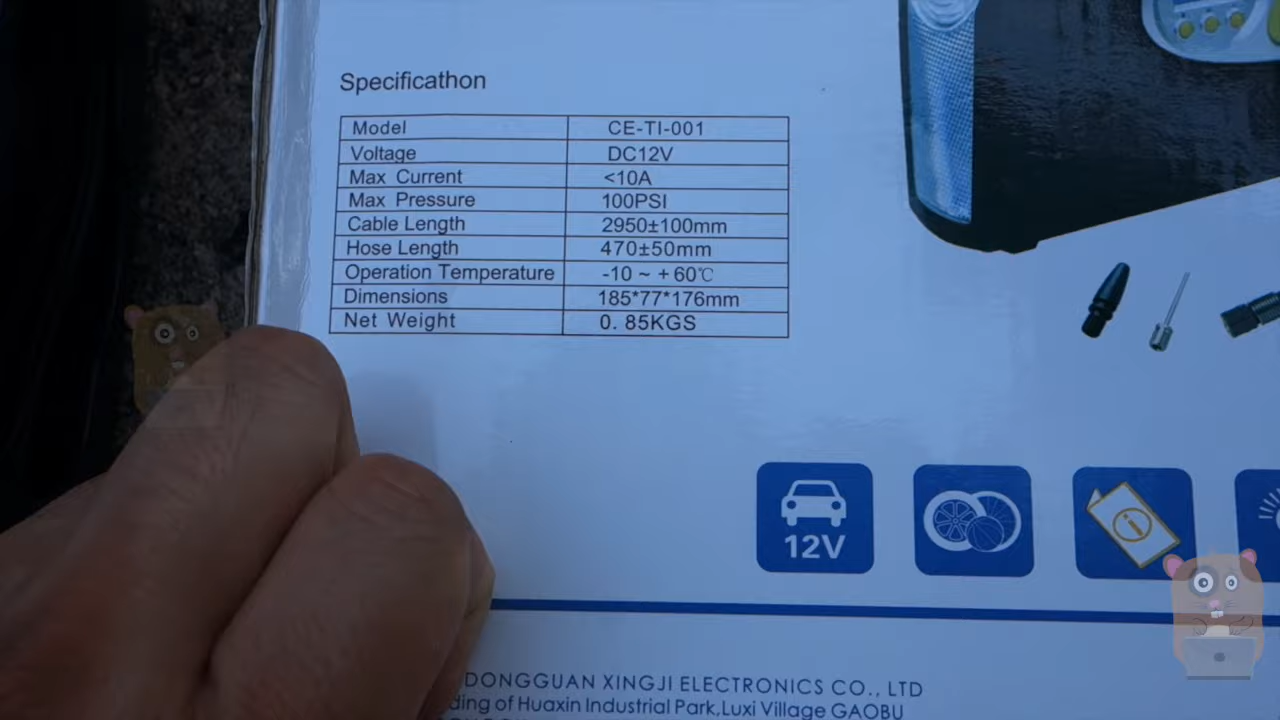 Specificathon
Model CE-TI-001
Voltage DC12V
Max Current <10A
Max Pressure 100PSI
Cable Length 2950±100mm
Hose Length 470±50mm
Operation Temperature -10 ~ +60℃
Dimensions 185*77*176mm
Net Weight 0. 85KGS
12V
DONGGUAN XINGJI ELECTRONICS CO., LTD
of Huaxin Industrial Park,Luxi Village GAOBU